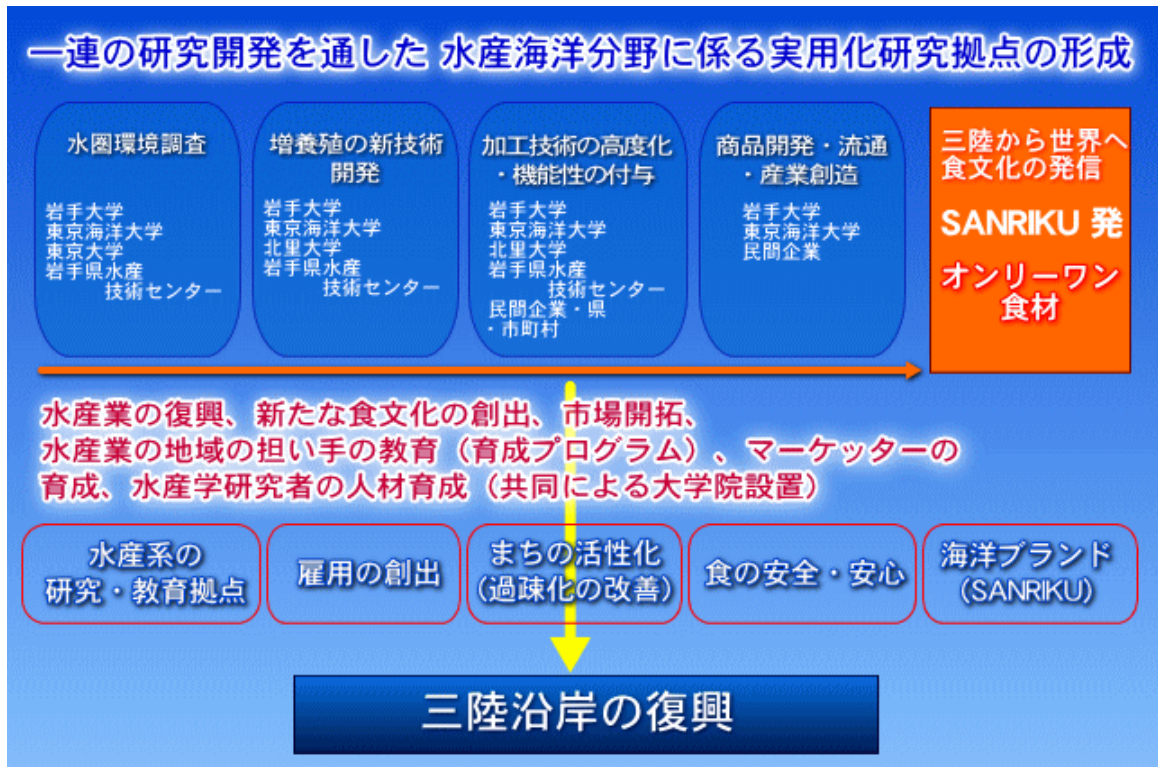 一連の研究開発を通した 水産海洋分野に係る実用化研究拠点の形成
水圏環境調査
岩手大学
東京海洋大学
東京大学
岩手県水産
技術センター
増養殖の新技術
開発
岩手大学
東京海洋大学
北里大学
岩手県水産
技術センター
加工技術の高度化
・機能性の付与
岩手大学
東京海洋大学
北里大学
岩手県水産
技術センター
民間企業・県
・市町村
商品開発・流通
・産業創造
岩手大学
東京海洋大学
民間企業
三陸から世界へ
食文化の発信
SANRIKU 発
オンリーワン
食材
水産業の復興、新たな食文化の創出、市場開拓、
水産業の地域の担い手の教育（育成プログラム）、マーケッターの
育成、水産学研究者の人材育成（共同による大学院設置）
水産系の
研究・教育拠点
雇用の創出
まちの活性化
(過疎化の改善)
食の安全・安心
海洋ブランド
(SANRIKU)
三陸沿岸の復興